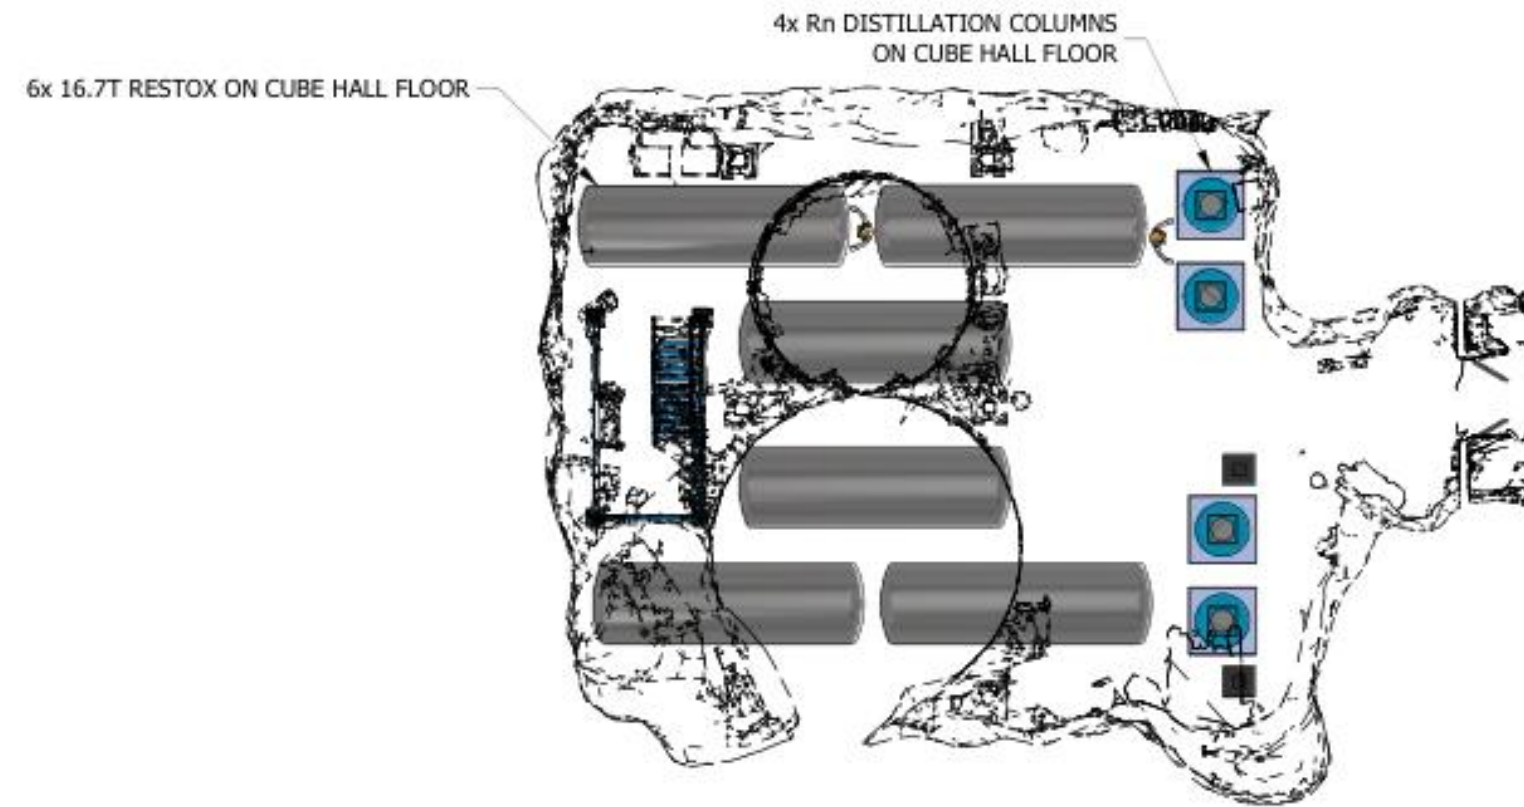 4x Rn DISTILLATION COLUMNS
ON CUBE HALL FLOOR
6x 16.7T RESTOX ON CUBE HALL FLOOR